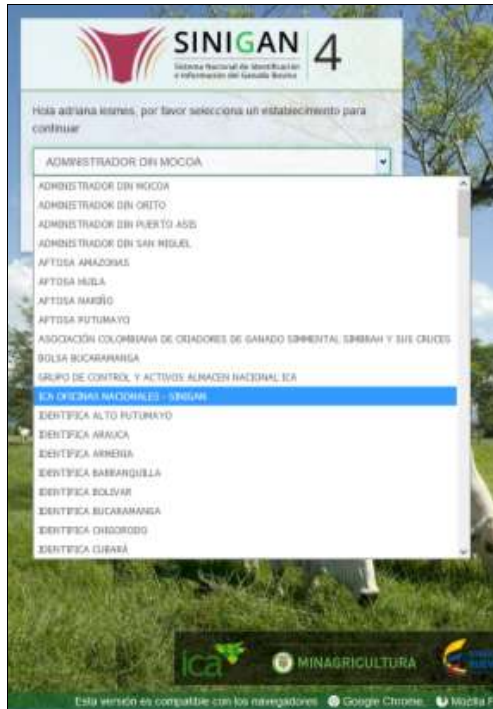 SINIGAN 4
Sistema Nacional de Identificación
e Información del Ganado Bovino
Hola adriana lesmes, por favor selecciona un establecimiento para
continuar
ADMINISTRADOR DIN MOCOA
ADMINISTRADOR DIN MOCOA
ADMINISTRADOR DIN ORITO
ADMINISTRADOR DIN PUERTO ASIS
ADMINISTRADOR DIN SAN MIGUEL
AFTOSA AMAZONAS
AFTOSA HUILA
AFTOSA NARIÑO
AFTOSA PUTUMAYO
ASOCIACIÓN COLOMBIANA DE CRIADORES DE GANADO SIMMENTAL SIMBRAH Y SUS CRUCES
BOLSA BUCARAMANGA
GRUPO DE CONTROL Y ACTIVOS ALMACEN NACIONAL ICA
ICA OFICINAS NACIONALES - SINIGAN
IDENTIFICA ALTO PUTUMAYO
IDENTIFICA ARAUCA
IDENTIFICA ARMENIA
IDENTIFICA BARRANQUILLA
IDENTIFICA BOLIVAR
IDENTIFICA BUCARAMANGA
IDENTIFICA CHIGORODO
IDENTIFICA CUBARÁ
ica
MINAGRICULTURA
Esta versión es compatible con los navegadores Google Chrome, Mozilla